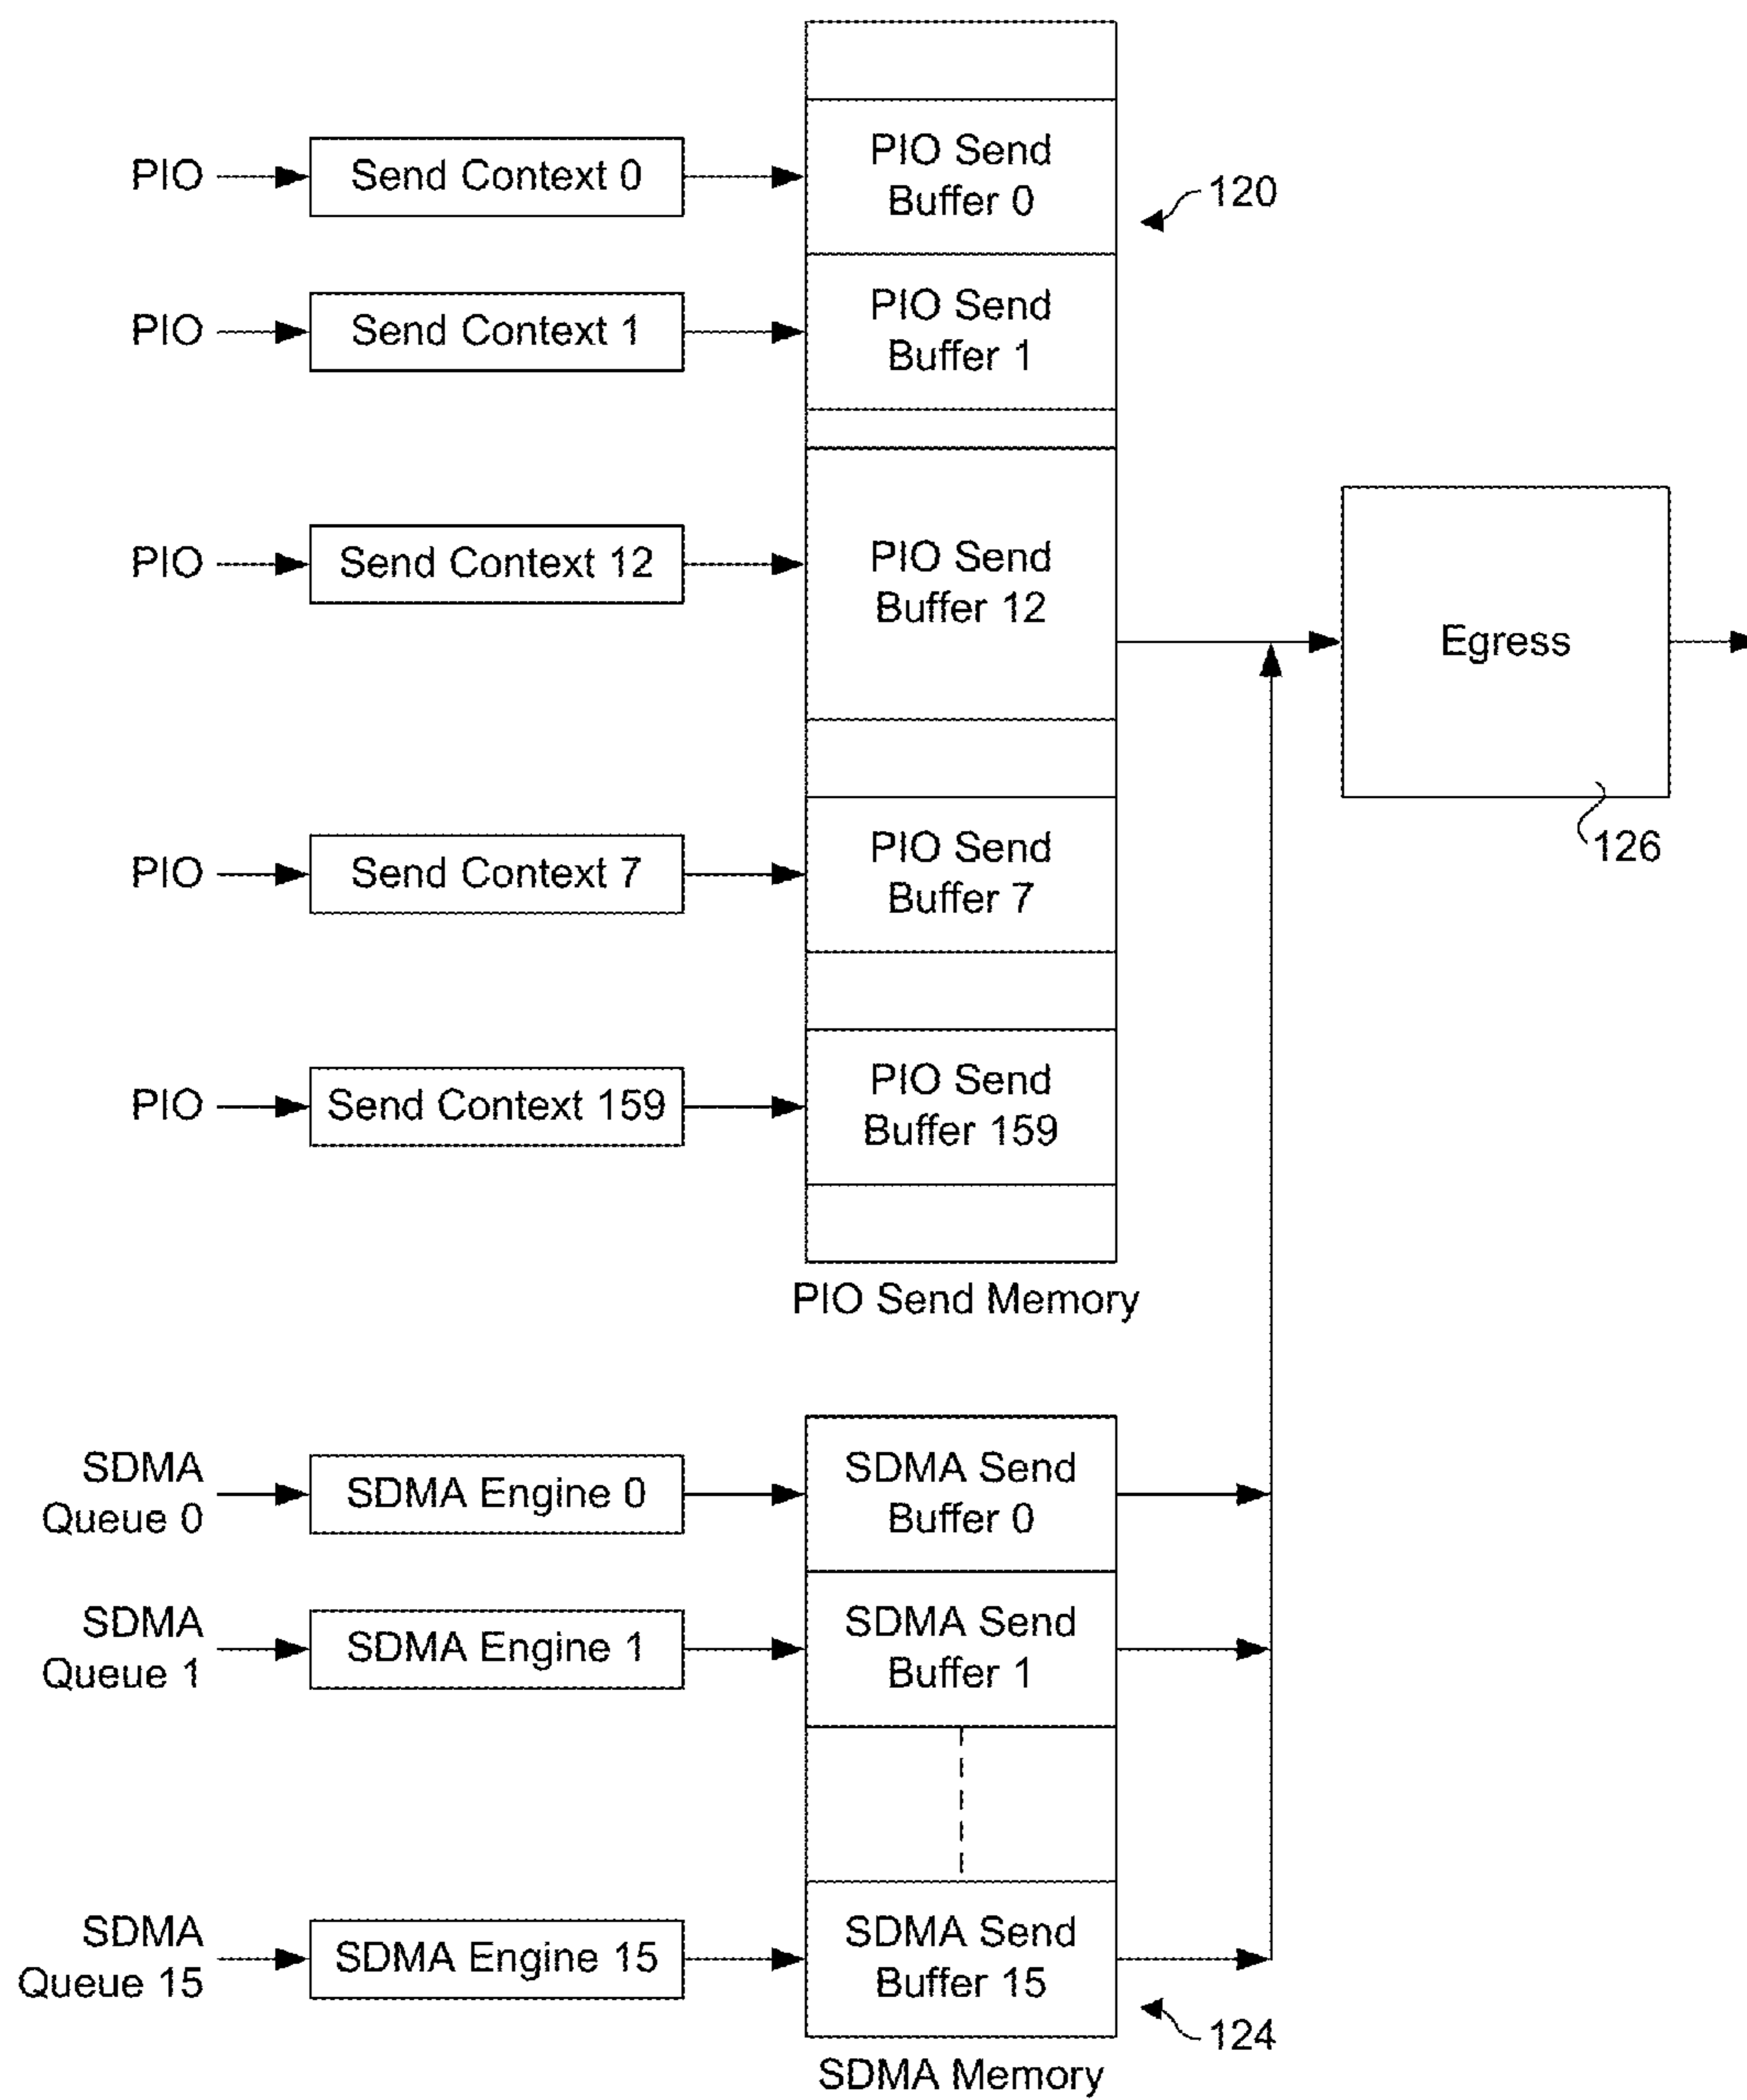 PIO
Send Context 0
PIO Send
Buffer 0
120
PIO
Send Context 1
PIO Send
Buffer 1
PIO
Send Context 12
PIO Send
Buffer 12
Egress
126
PIO
Send Context 7
PIO Send
Buffer 7
PIO
Send Context 159
PIO Send
Buffer 159
PIO Send Memory
SDMA
Queue 0
SDMA Engine 0
SDMA Send
Buffer 0
SDMA
Queue 1
SDMA Engine 1
SDMA Send
Buffer 1
SDMA
Queue 15
SDMA Engine 15
SDMA Send
Buffer 15
124
SDMA Memory